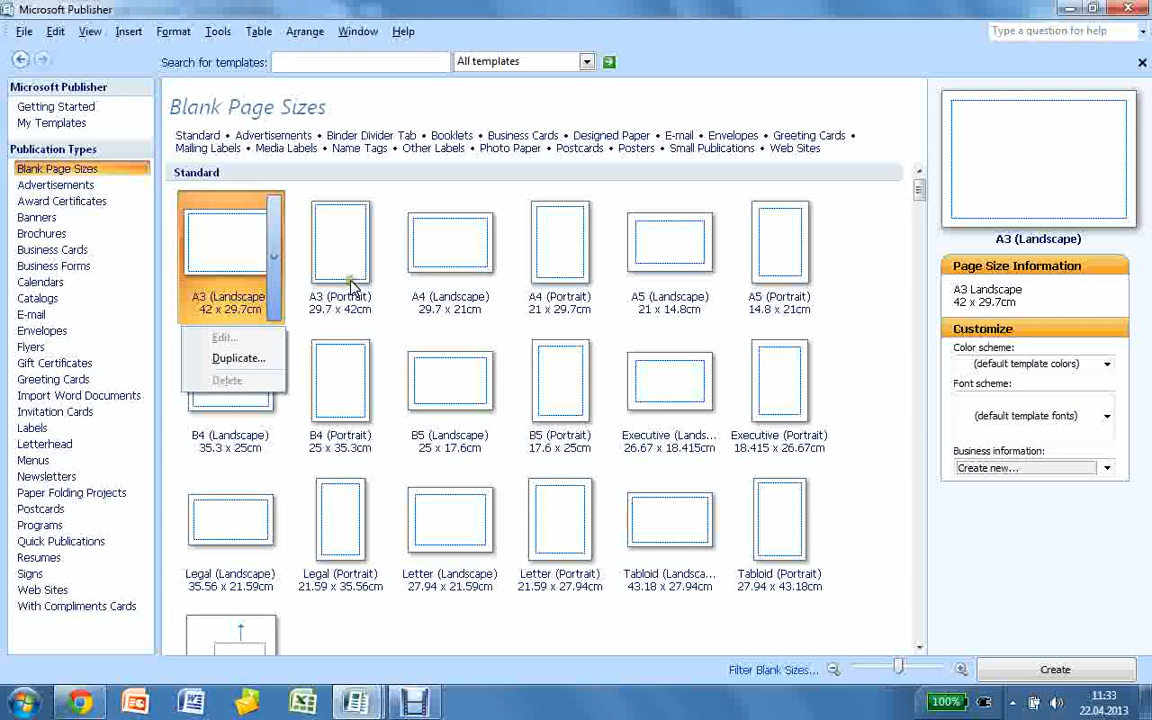 Microsoft Publisher
File Edit View Insert Format Tools Table Arrange Window Help
Type a question for help
Search for templates:
All templates
Microsoft Publisher
Getting Started
My Templates
Publication Types
Blank Page Sizes
Advertisements
Award Certificates
Banners
Brochures
Business Cards
Business Forms
Calendars
Catalogs
E-mail
Envelopes
Flyers
Gift Certificates
Greeting Cards
Import Word Documents
Invitation Cards
Labels
Letterhead
Menus
Newsletters
Paper Folding Projects
Postcards
Programs
Quick Publications
Resumes
Signs
Web Sites
With Compliments Cards
Blank Page Sizes
Standard • Advertisements • Binder Divider Tab • Booklets • Business Cards • Designed Paper • E-mail • Envelopes • Greeting Cards •
Mailing Labels • Media Labels • Name Tags • Other Labels • Photo Paper • Postcards • Posters • Small Publications • Web Sites
Standard
A3 (Landscape A3 (Portrait) A4 (Landscape) A4 (Portrait) A5 (Landscape) A5 (Portrait)
42 x 29.7cm 29.7 x 42cm 29.7 x 21cm 21 x 29.7cm 21 x 14.8cm 14.8 x 21cm
Edit...
Duplicate...
Delete
B4 (Landscape) B4 (Portrait) B5 (Landscape) B5 (Portrait) Executive (Lands... Executive (Portrait)
35.3 x 25cm 25 x 35.3cm 25 x 17.6cm 17.6 x 25cm 26.67 x 18.415cm 18.415 x 26.67cm
Legal (Landscape) Legal (Portrait) Letter (Landscape) Letter (Portrait) Tabloid (Landsca... Tabloid (Portrait)
35.56 x 21.59cm 21.59 x 35.56cm 27.94 x 21.59cm 21.59 x 27.94cm 43.18 x 27.94cm 27.94 x 43.18cm
Filter Blank Sizes...
A3 (Landscape)
Page Size Information
A3 Landscape
42 x 29.7cm
Customize
Color scheme:
(default template colors)
Font scheme:
(default template fonts)
Business information:
Create new...
Create
100%
11:33
22.04.2013